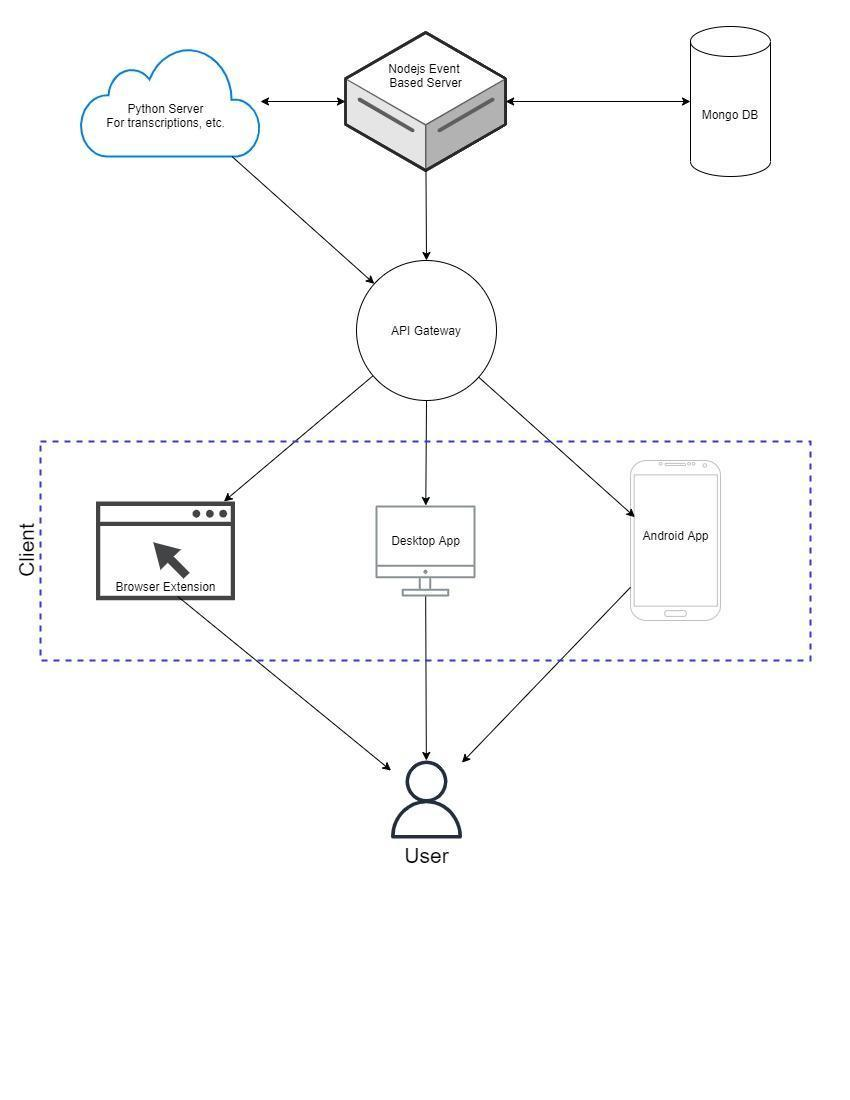 Nodejs Event
Based Server
Python Server
For transcriptions, etc.
Mongo DB
API Gateway
Client
Browser Extension
Desktop App
Android App
User